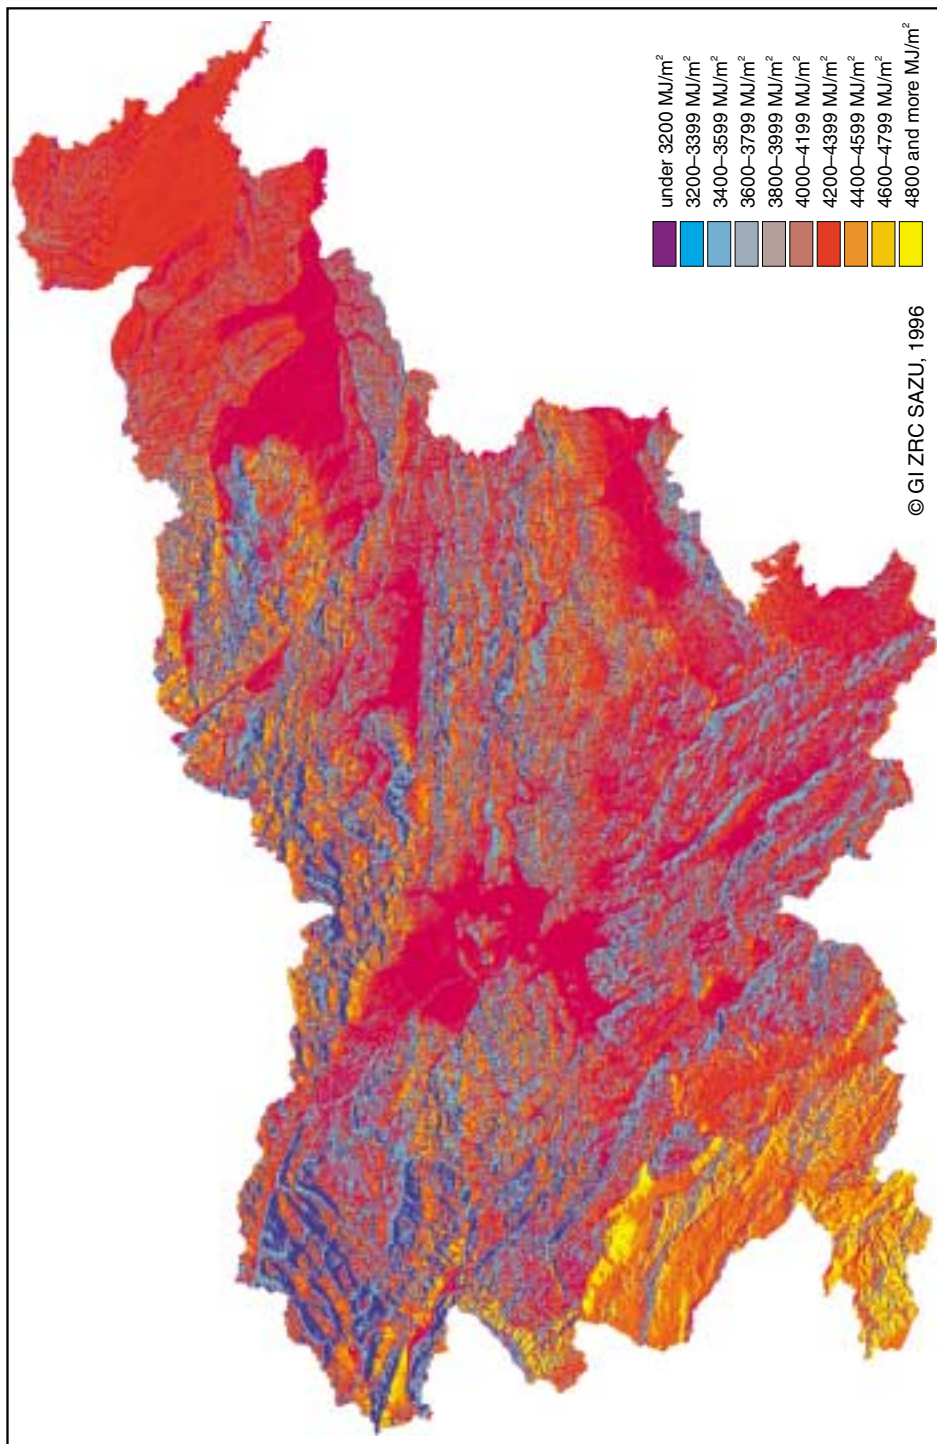 under 3200 MJ/m²
3200–3399 MJ/m²
3400–3599 MJ/m²
3600–3799 MJ/m²
3800–3999 MJ/m²
4000–4199 MJ/m²
4200–4399 MJ/m²
4400–4599 MJ/m²
4600–4799 MJ/m²
4800 and more MJ/m²
© GI ZRC SAZU, 1996